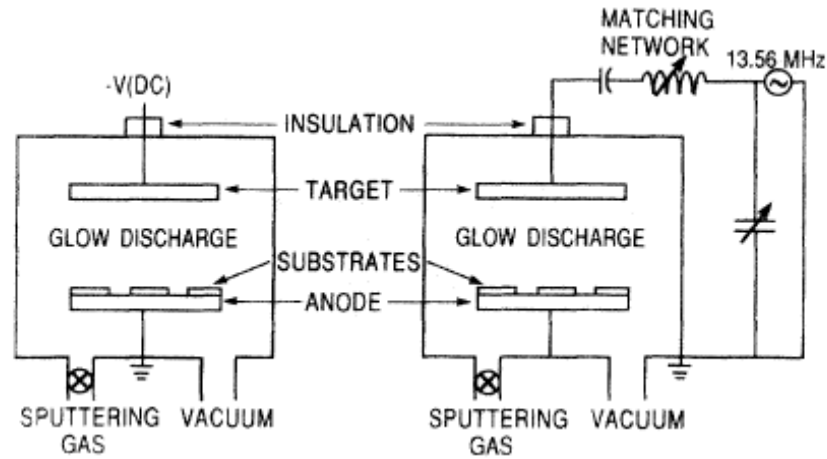 MATCHING
NETWORK
13.56 MHz
-V(DC)
INSULATION
TARGET
GLOW DISCHARGE
GLOW DISCHARGE
SUBSTRATES
ANODE
SPUTTERING
GAS
VACUUM
SPUTTERING
GAS
VACUUM